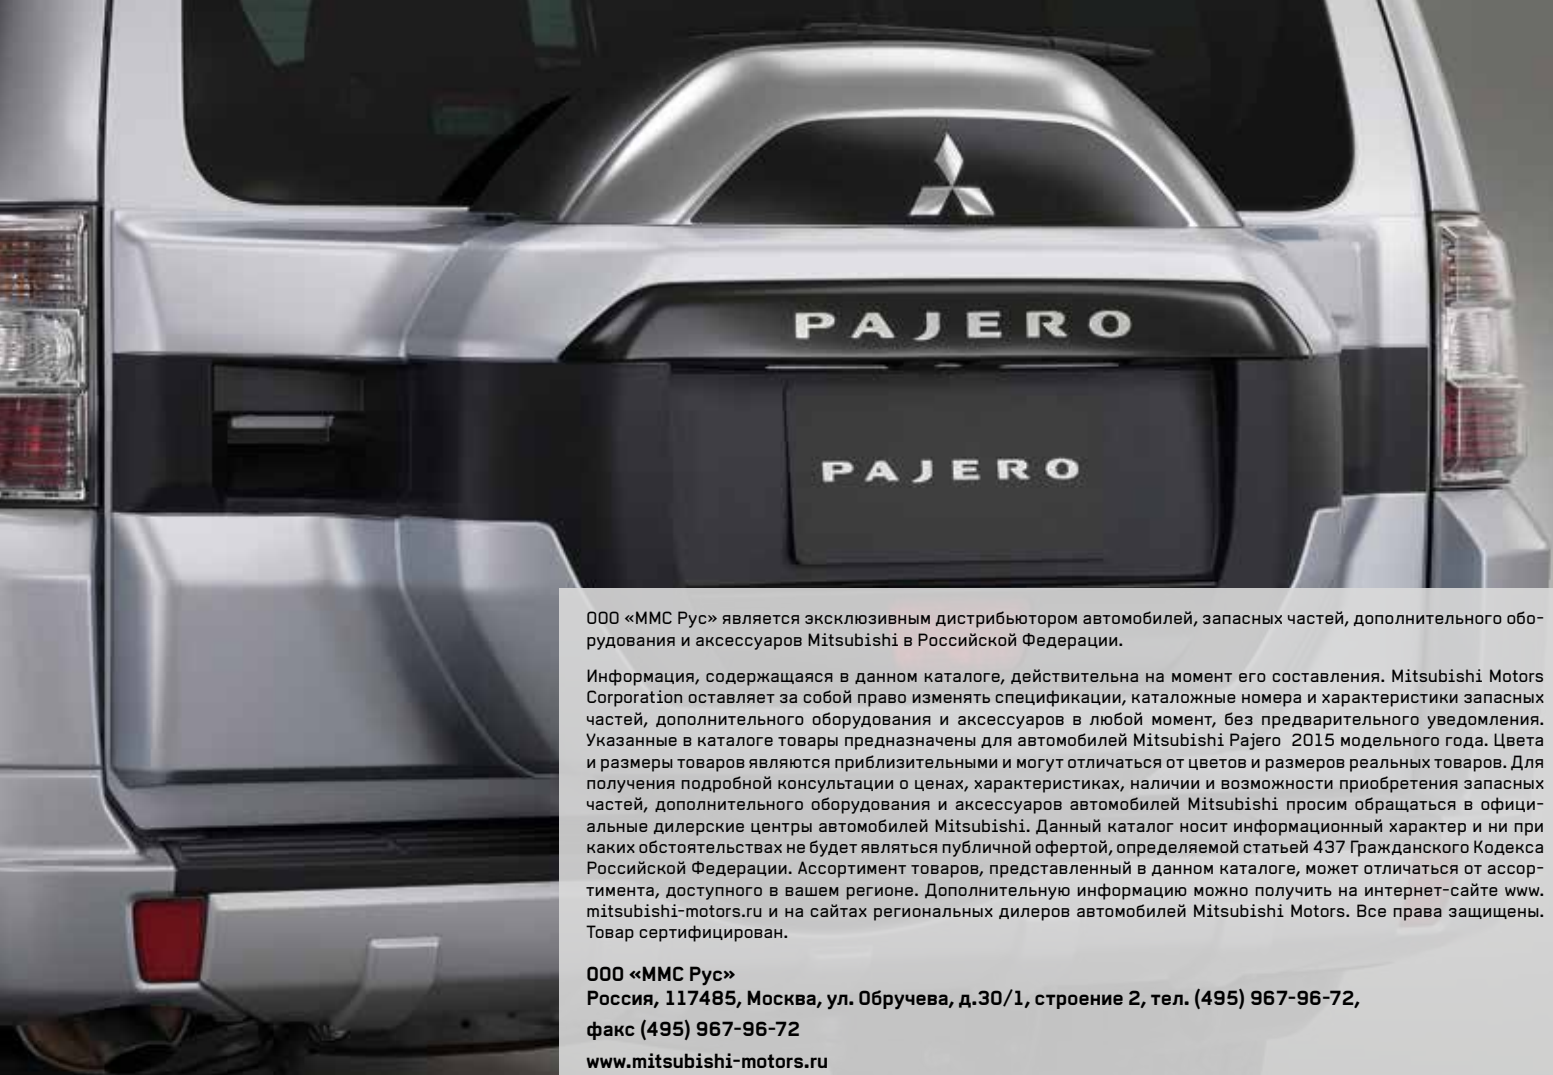 PAJERO
PAJERO
ООО «ММС Рус» является эксклюзивным дистрибьютором автомобилей, запасных частей, дополнительного обо-
рудования и аксессуаров Mitsubishi в Российской Федерации.
Информация, содержащаяся в данном каталоге, действительна на момент его составления. Mitsubishi Motors
Corporation оставляет за собой право изменять спецификации, каталожные номера и характеристики запасных
частей, дополнительного оборудования и аксессуаров в любой момент, без предварительного уведомления.
Указанные в каталоге товары предназначены для автомобилей Mitsubishi Pajero 2015 модельного года. Цвета
и размеры товаров являются приблизительными и могут отличаться от цветов и размеров реальных товаров. Для
получения подробной консультации о ценах, характеристиках, наличии и возможности приобретения запасных
частей, дополнительного оборудования и аксессуаров автомобилей Mitsubishi просим обращаться в офици-
альные дилерские центры автомобилей Mitsubishi. Данный каталог носит информационный характер и ни при
каких обстоятельствах не будет являться публичной офертой, определяемой статьей 437 Гражданского Кодекса
Российской Федерации. Ассортимент товаров, представленный в данном каталоге, может отличаться от ассор-
тимента, доступного в вашем регионе. Дополнительную информацию можно получить на интернет-сайте www.
mitsubishi-motors.ru и на сайтах региональных дилеров автомобилей Mitsubishi Motors. Все права защищены.
Товар сертифицирован.
ООО «ММС Рус»
Россия, 117485, Москва, ул. Обручева, д.30/1, строение 2, тел. (495) 967-96-72,
факс (495) 967-96-72
www.mitsubishi-motors.ru